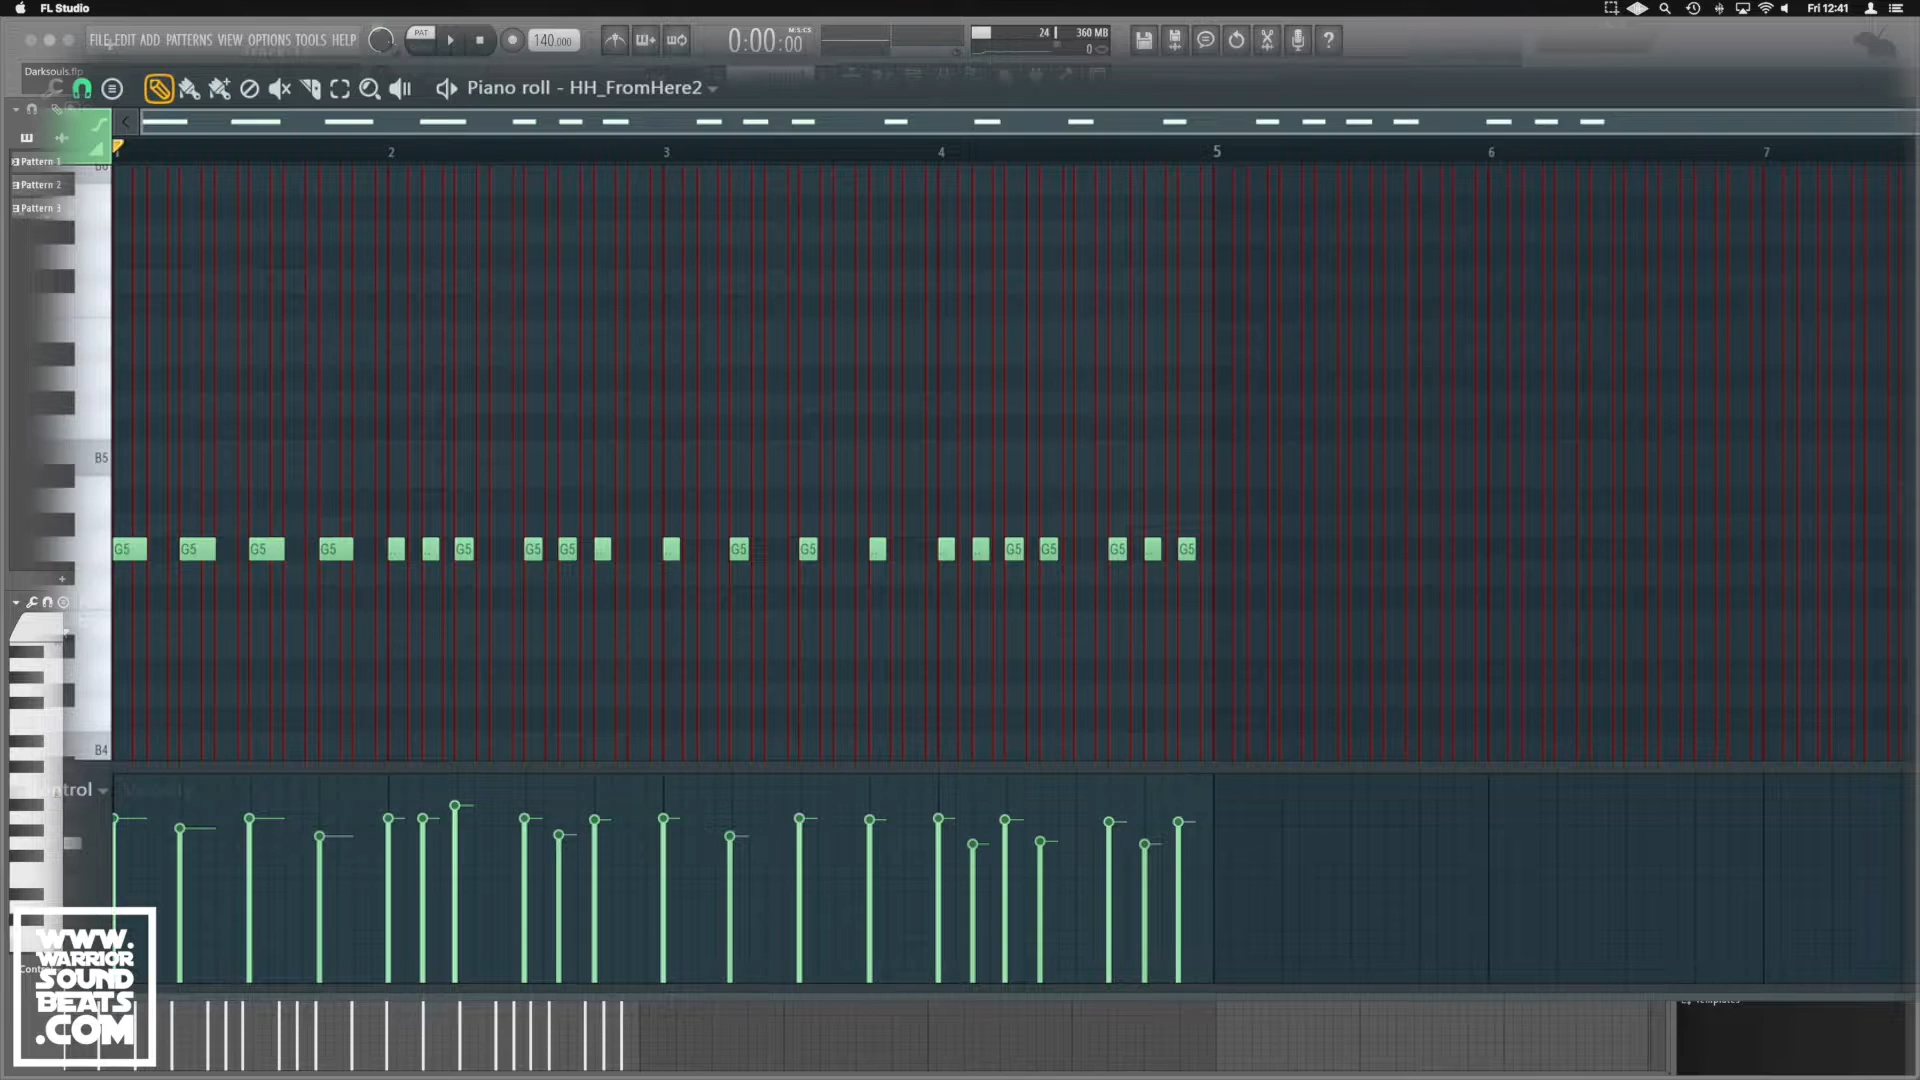 FL Studio
Fri 12:41
FILE EDIT ADD PATTERNS VIEW OPTIONS TOOLS HELP
PAT
140.000
0:00:00
M:S:CS
24
360 MB
0
Darksouls.flp
Piano roll - HH_FromHere2
2
3
4
5
6
7
Pattern 1
Pattern 2
Pattern 3
B5
G5 G5 G5 G5 G5 G5 G5 G5 G5 G5 G5 G5 G5
B4
WWW.
WARRIOR
SOUND
BEATS
.COM